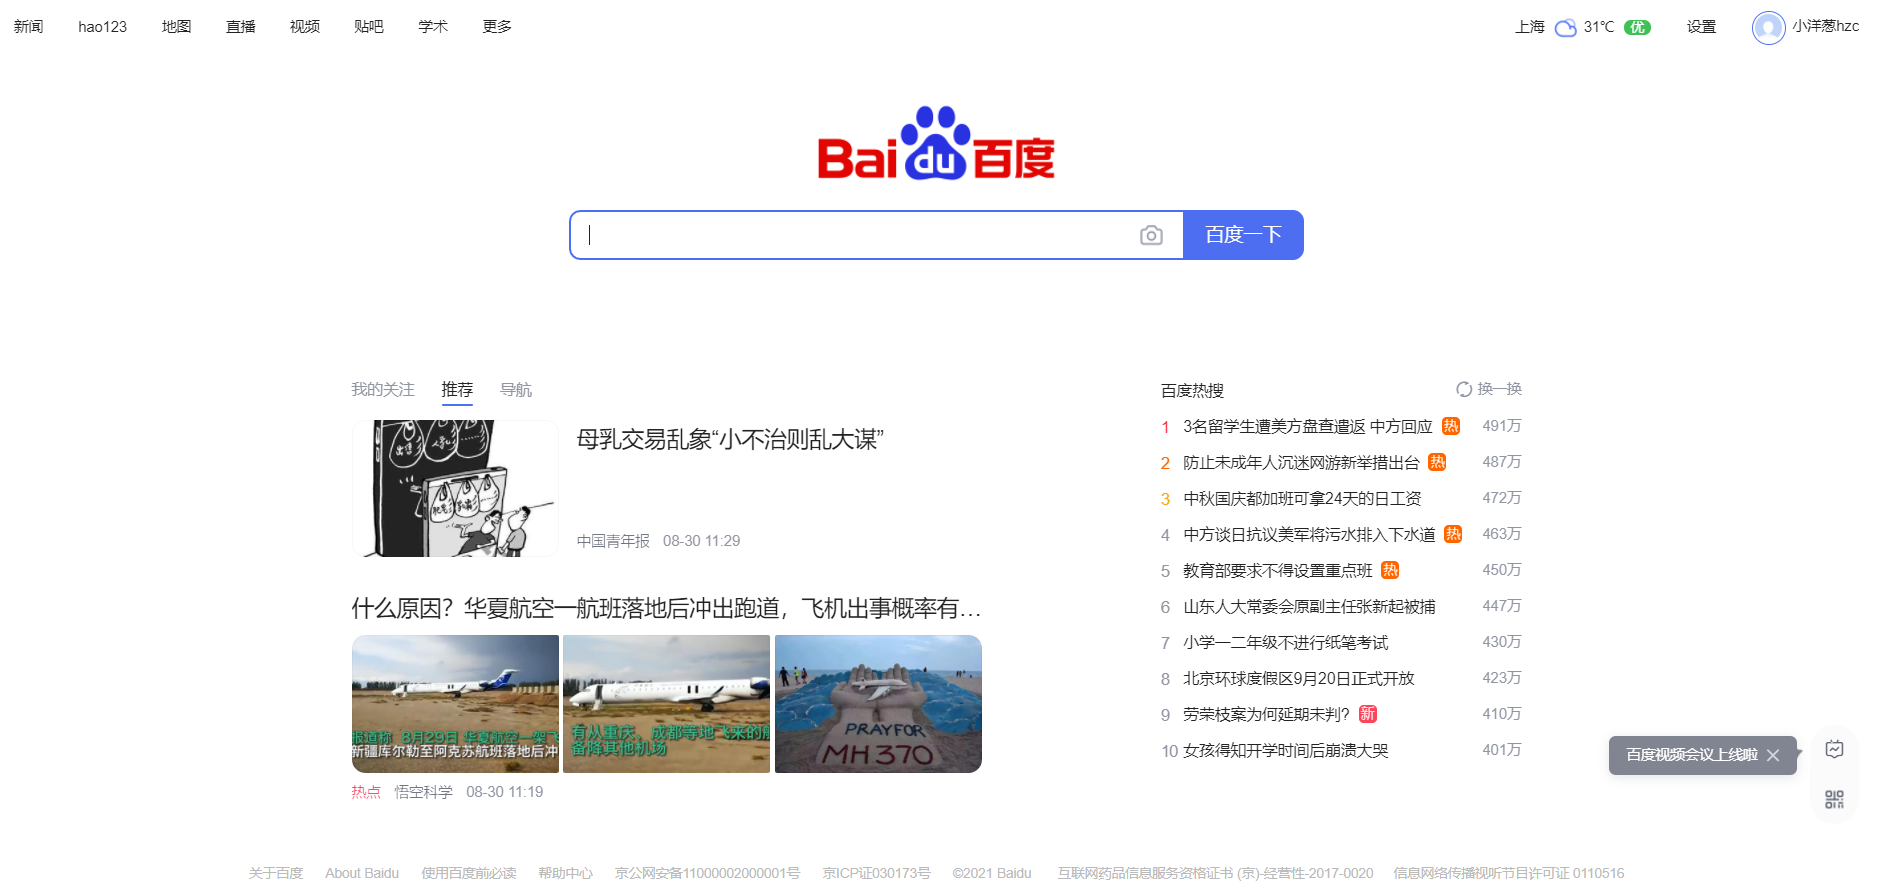 新闻 hao123 地图 直播 视频 贴吧 学术 更多 上海 31℃ 优 设置 小洋葱hzc
Bai du 百度
百度一下
我的关注 推荐 导航
母乳交易乱象“小不治则乱大谋”
中国青年报 08-30 11:29
什么原因？华夏航空一航班落地后冲出跑道，飞机出事概率有...
报道称 8月29日 华夏航空一架飞
新疆库尔勒至阿克苏航班落地后冲
有从重庆、成都等地飞来的航
备降其他机场
PRAY FOR
MH370
热点 悟空科学 08-30 11:19
百度热搜 换一换
1 3名留学生遭美方盘查遣返 中方回应 热 491万
2 防止未成年人沉迷网游新举措出台 热 487万
3 中秋国庆都加班可拿24天的日工资 472万
4 中方谈日抗议美军将污水排入下水道 热 463万
5 教育部要求不得设置重点班 热 450万
6 山东人大常委会原副主任张新起被捕 447万
7 小学一二年级不进行纸笔考试 430万
8 北京环球度假区9月20日正式开放 423万
9 劳荣枝案为何延期未判？ 新 410万
10 女孩得知开学时间后崩溃大哭 401万
百度视频会议上线啦
关于百度 About Baidu 使用百度前必读 帮助中心 京公网安备11000002000001号 京ICP证030173号 ©2021 Baidu 互联网药品信息服务资格证书 (京)-经营性-2017-0020 信息网络传播视听节目许可证 0110516